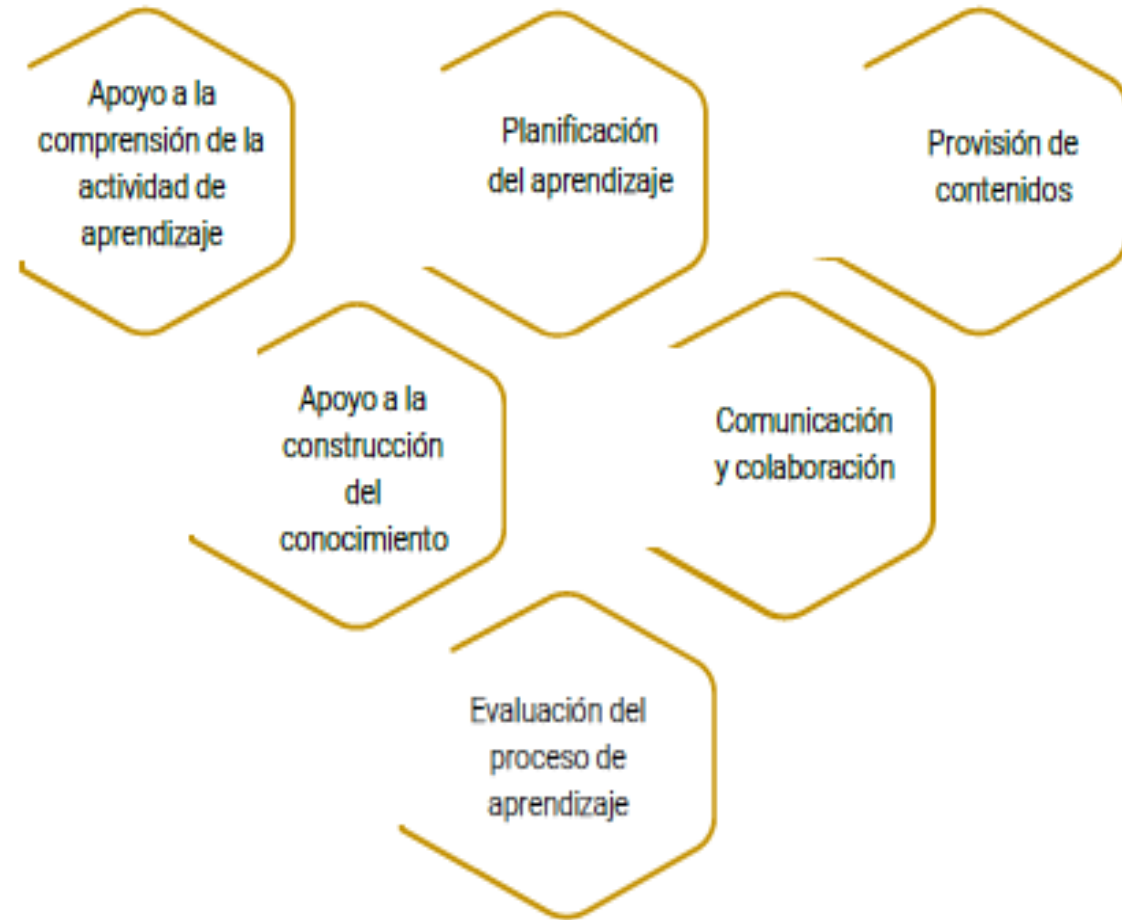 Apoyo a la
comprensión de la
actividad de
aprendizaje
Planificación
del aprendizaje
Provisión de
contenidos
Apoyo a la
construcción
del
conocimiento
Comunicación
y colaboración
Evaluación del
proceso de
aprendizaje